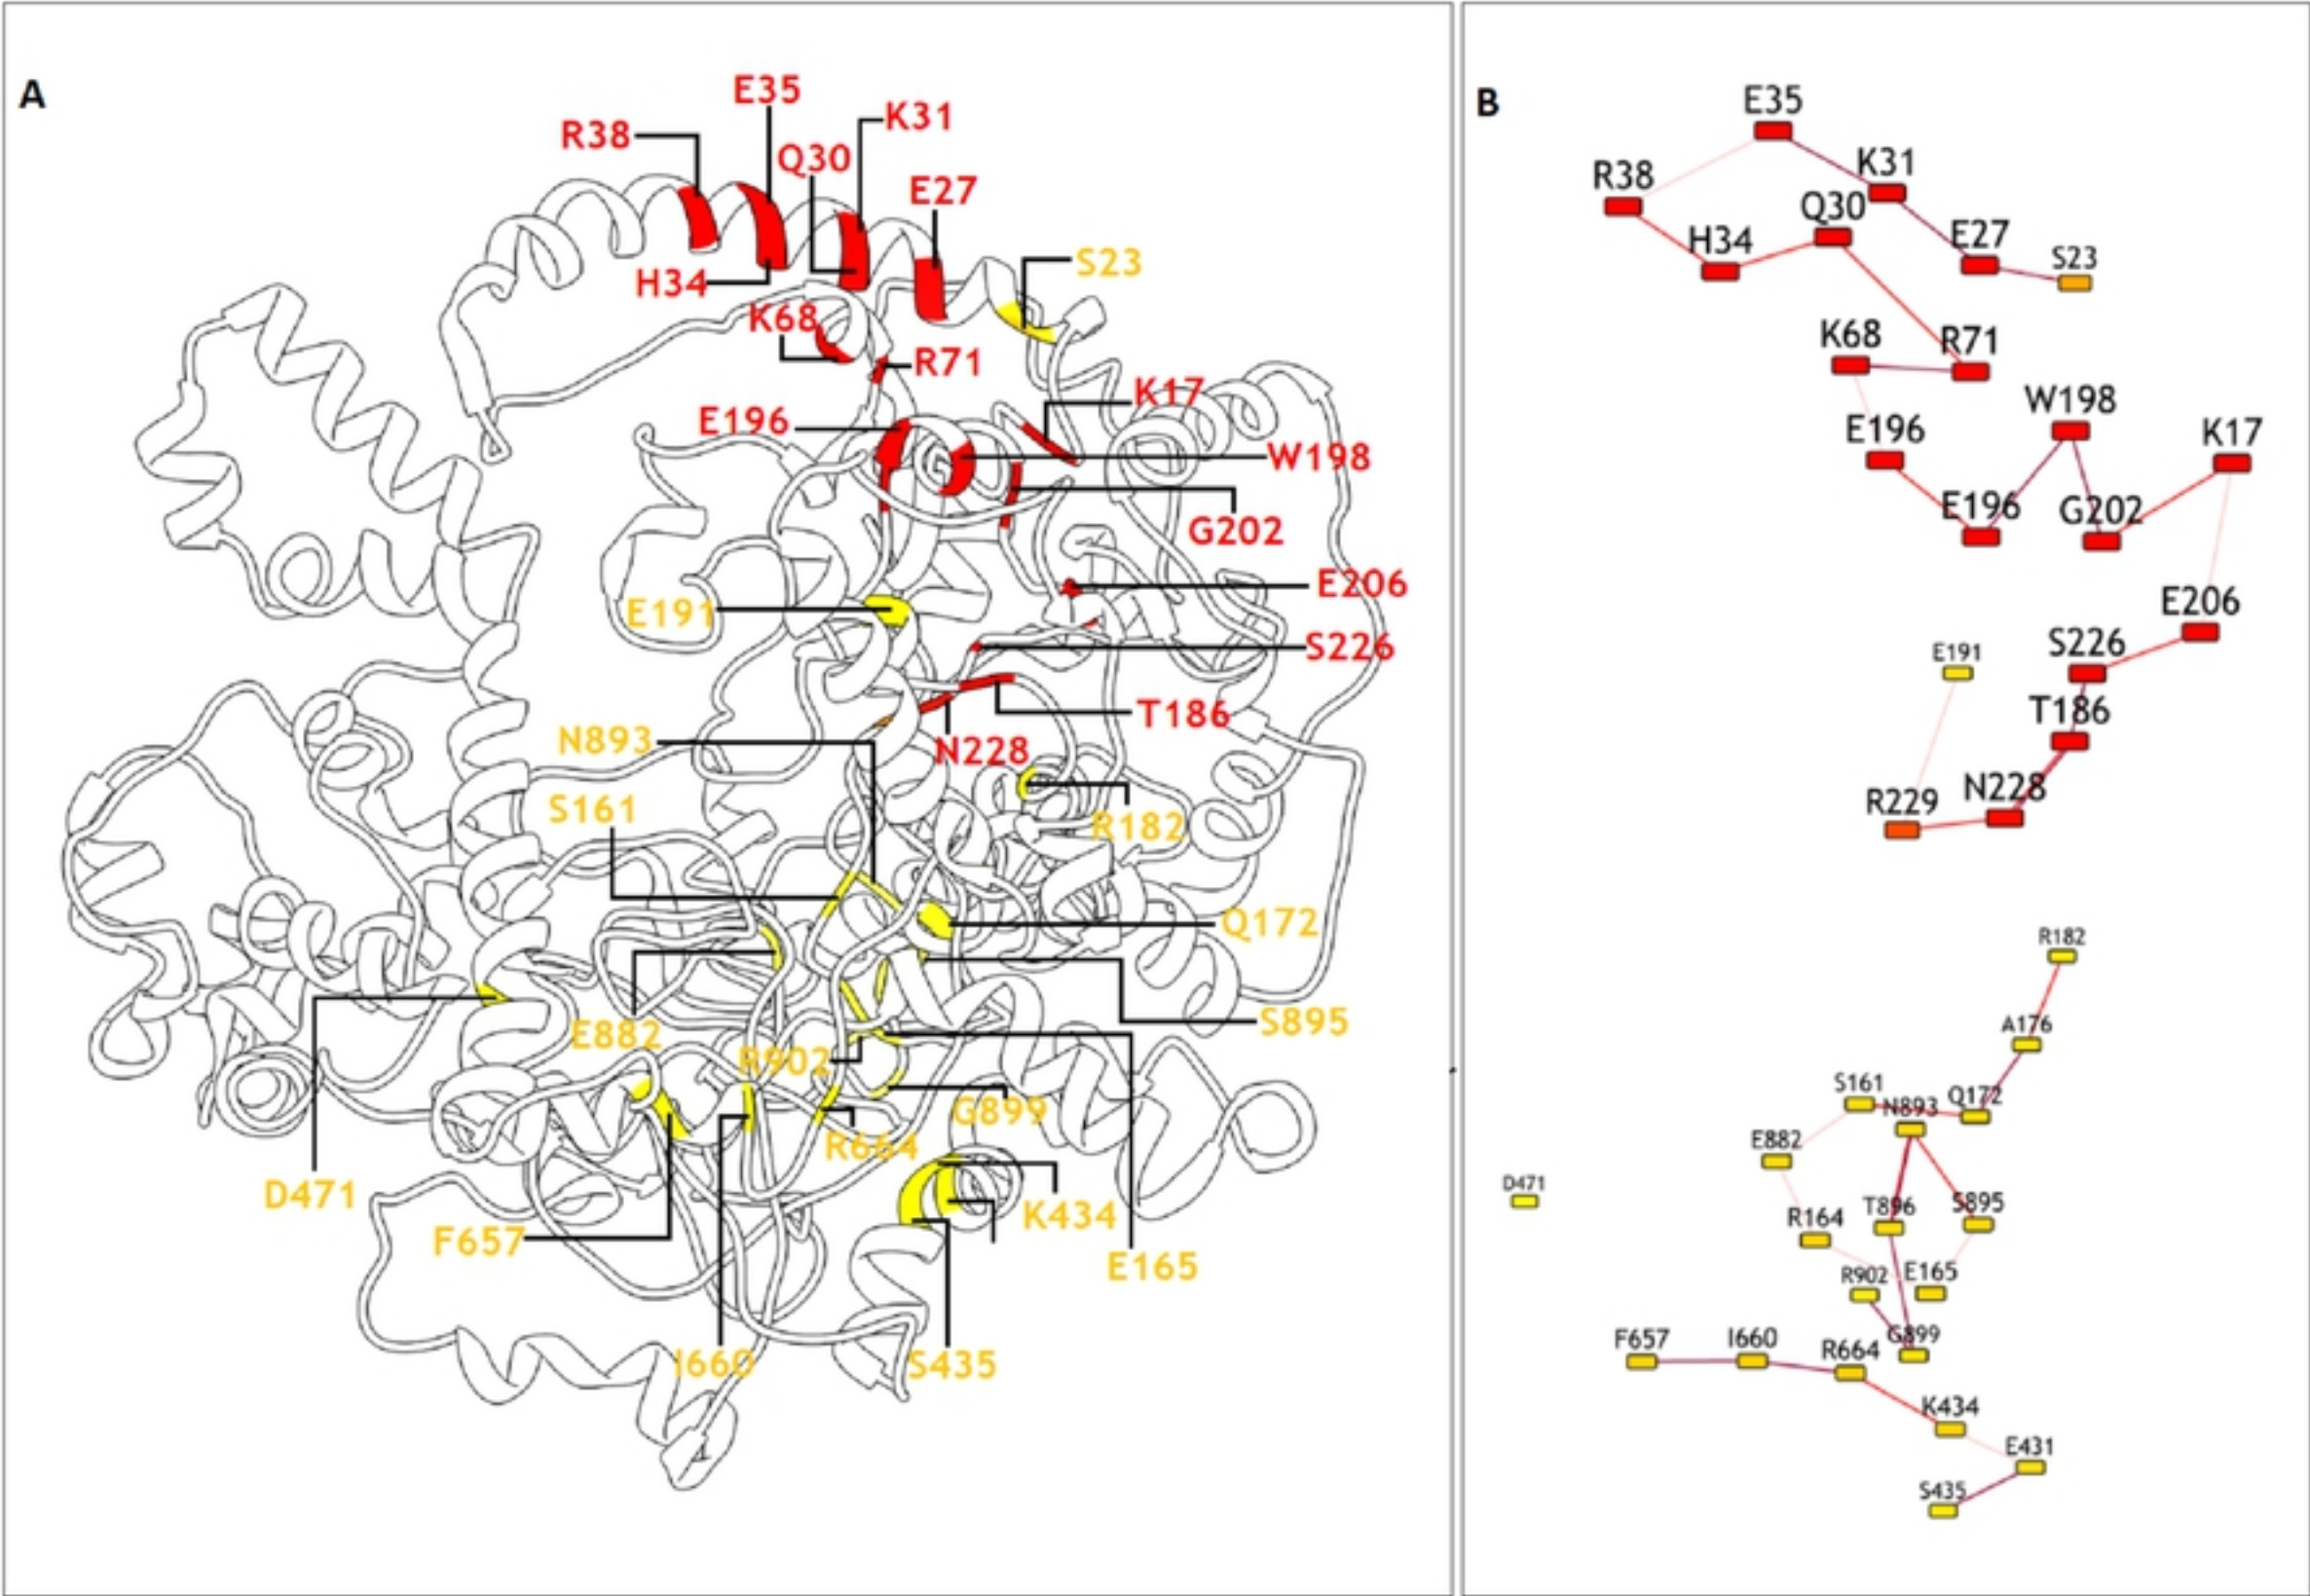 A
E35
K31
R38
Q30
E27
S23
H34
K68
R71
K17
E196
W198
G202
E206
E191
S226
T186
N893
N228
S161
R182
Q172
S895
E882
R902
G899
R664
D471
K434
F657
E165
I660
S435
B
E35
K31
R38
Q30
H34
E27
S23
K68
R71
W198
E196
K17
E196
G202
E206
S226
E191
T186
N228
R229
R182
A176
S161
Q172
N893
E882
D471
T896
S895
R164
R902
E165
F657
I660
R664
G899
K434
E431
S435